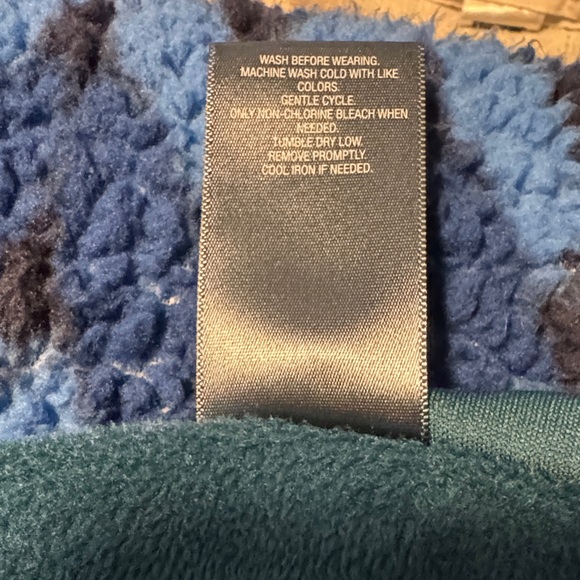 WASH BEFORE WEARING.
MACHINE WASH COLD WITH LIKE
COLORS.
GENTLE CYCLE.
ONLY NON-CHLORINE BLEACH WHEN
NEEDED.
TUMBLE DRY LOW.
REMOVE PROMPTLY.
COOL IRON IF NEEDED.